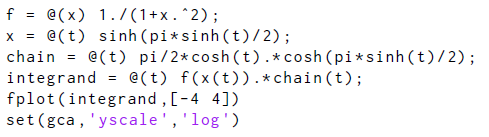 f = @(x) 1./(1+x.^2);
x = @(t) sinh(pi*sinh(t)/2);
chain = @(t) pi/2*cosh(t).*cosh(pi*sinh(t)/2);
integrand = @(t) f(x(t)).*chain(t);
fplot(integrand,[-4 4])
set(gca,'yscale','log')